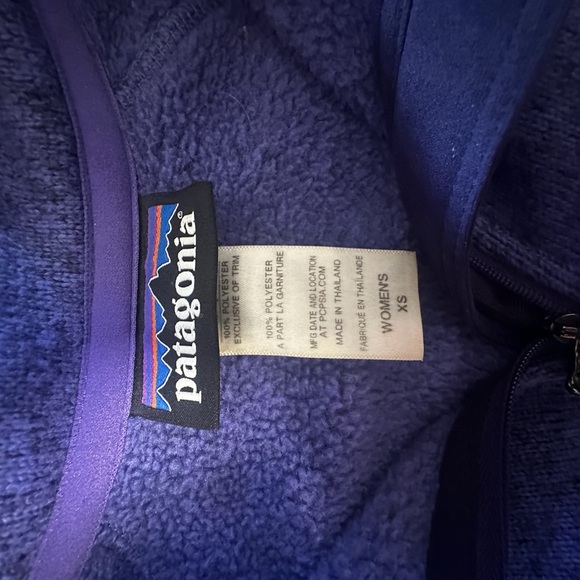 patagonia®
100% POLYESTER
EXCLUSIVE OF TRIM
100% POLYESTER
A PART LA GARNITURE
MFG DATE AND LOCATION
AT PCPSIA.COM
MADE IN THAILAND
FABRIQUÉ EN THAÏLANDE
WOMEN'S
XS